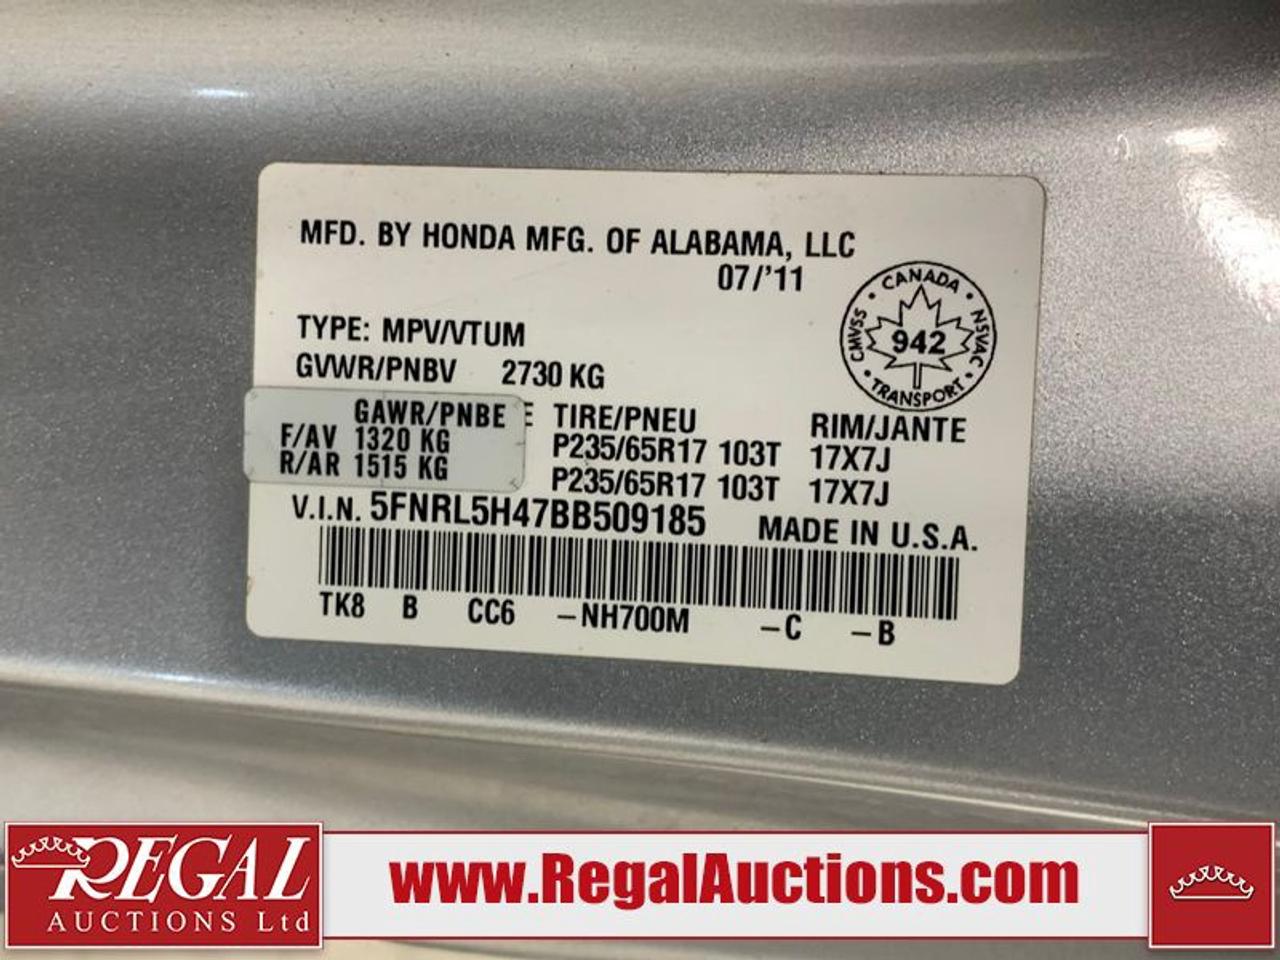 MFD. BY HONDA MFG. OF ALABAMA, LLC
07/'11
CANADA
CMVSS
NSVAC
942
TRANSPORT
TYPE: MPV/VTUM
GVWR/PNBV 2730 KG
GAWR/PNBE E TIRE/PNEU RIM/JANTE
F/AV 1320 KG P235/65R17 103T 17X7J
R/AR 1515 KG P235/65R17 103T 17X7J
V.I.N. 5FNRL5H47BB509185 MADE IN U.S.A.
TK8 B CC6 –NH700M –C –B
REGAL
AUCTIONS Ltd
www.RegalAuctions.com